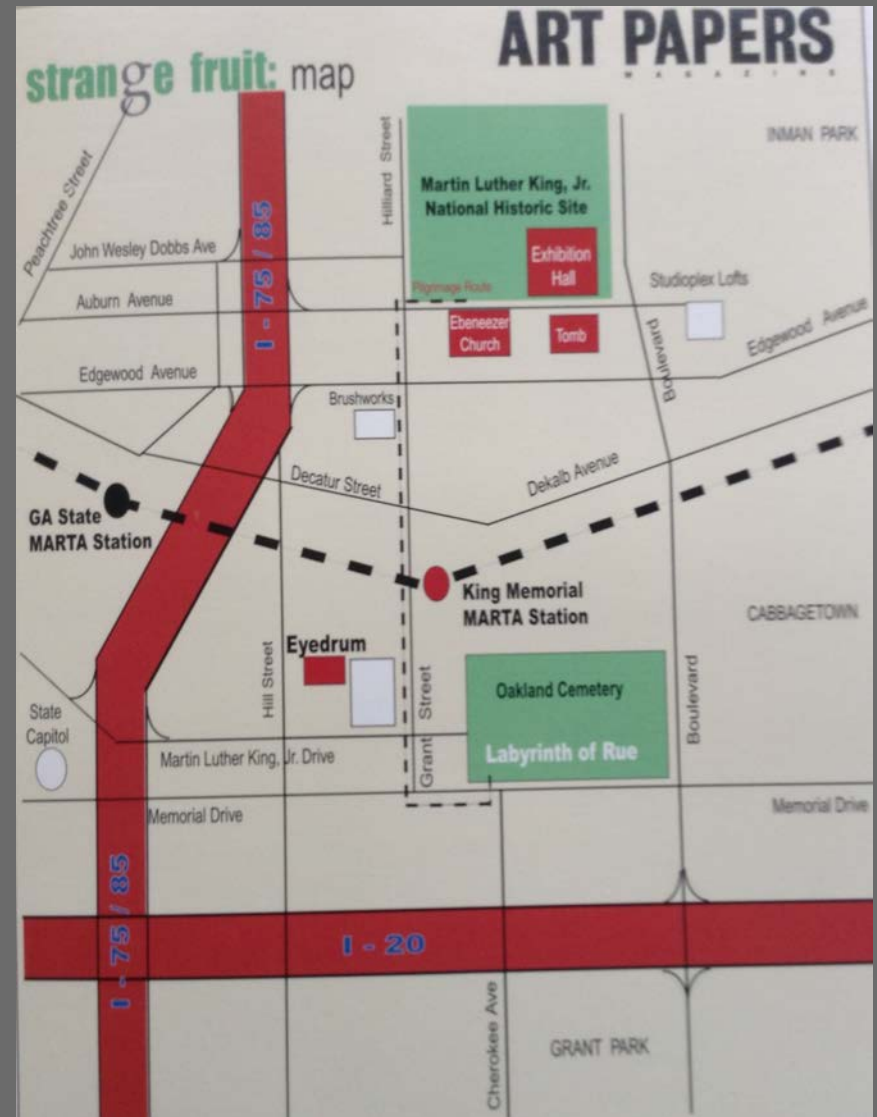 ART PAPERS
MAGAZINE
strange fruit: map
INMAN PARK
Peachtree Street
I - 75 / 85
Hilliard Street
Martin Luther King, Jr.
National Historic Site
Exhibition
Hall
John Wesley Dobbs Ave
Pilgrimage Route
Studioplex Lofts
Auburn Avenue
Ebeneezer
Church
Tomb
Boulevard
Edgewood Avenue
Edgewood Avenue
Brushworks
Decatur Street
Dekalb Avenue
GA State
MARTA Station
King Memorial
MARTA Station
CABBAGETOWN
Eyedrum
Hill Street
Grant Street
Oakland Cemetery
Labyrinth of Rue
Boulevard
State
Capitol
Martin Luther King, Jr. Drive
Memorial Drive
Memorial Drive
I - 75 / 85
I - 20
Cherokee Ave
GRANT PARK